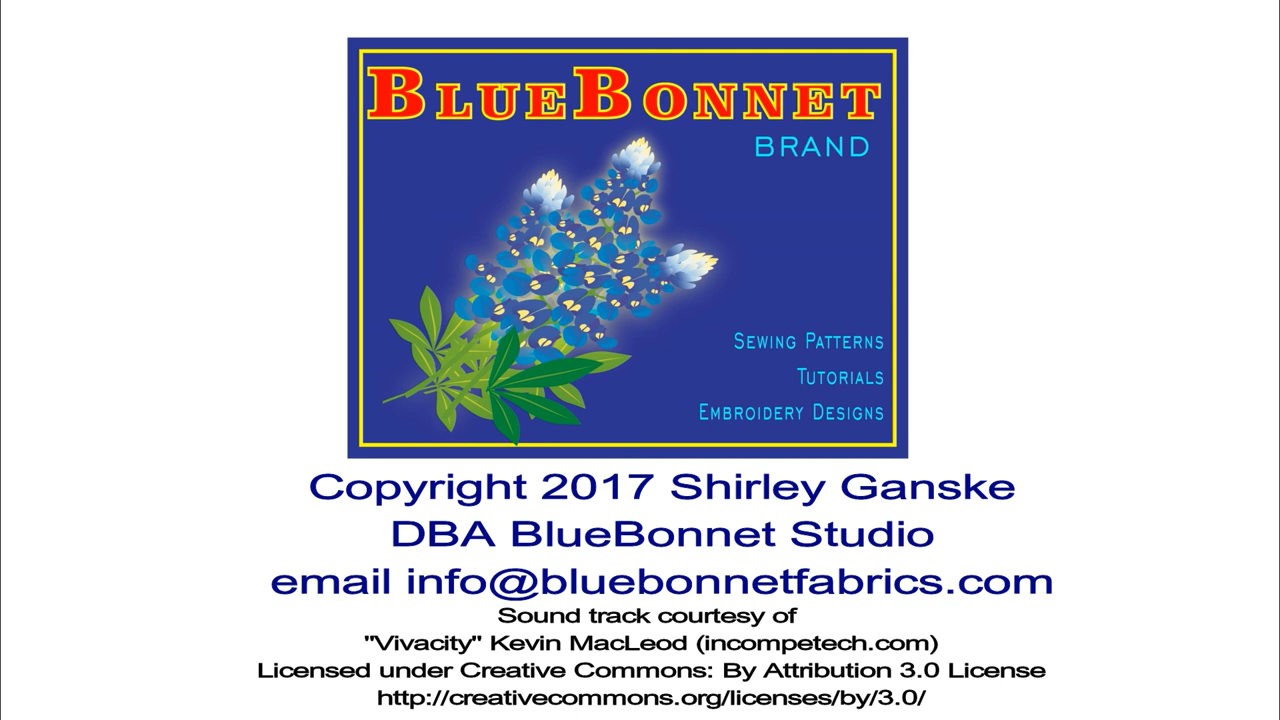 BLUEBONNET
BRAND
SEWING PATTERNS
TUTORIALS
EMBROIDERY DESIGNS
Copyright 2017 Shirley Ganske
DBA BlueBonnet Studio
email info@bluebonnetfabrics.com
Sound track courtesy of
"Vivacity" Kevin MacLeod (incompetech.com)
Licensed under Creative Commons: By Attribution 3.0 License
http://creativecommons.org/licenses/by/3.0/